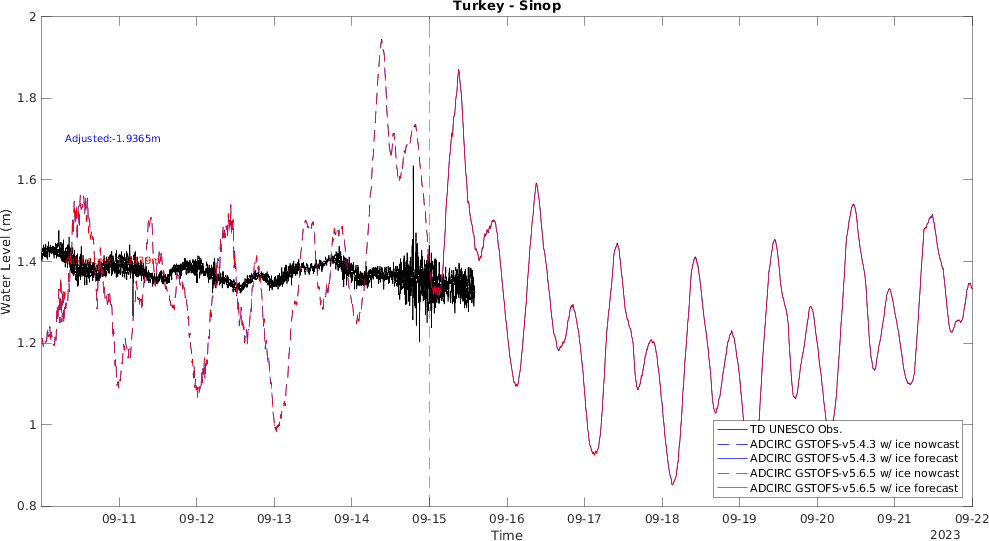 Turkey - Sinop
2
1.8
1.6
1.4
1.2
1
0.8
Water Level (m)
Adjusted:-1.9365m
09-11
09-12
09-13
09-14
09-15
09-16
09-17
09-18
09-19
09-20
09-21
09-22
2023
Time
TD UNESCO Obs.
ADCIRC GSTOFS-v5.4.3 w/ ice nowcast
ADCIRC GSTOFS-v5.4.3 w/ ice forecast
ADCIRC GSTOFS-v5.6.5 w/ ice nowcast
ADCIRC GSTOFS-v5.6.5 w/ ice forecast